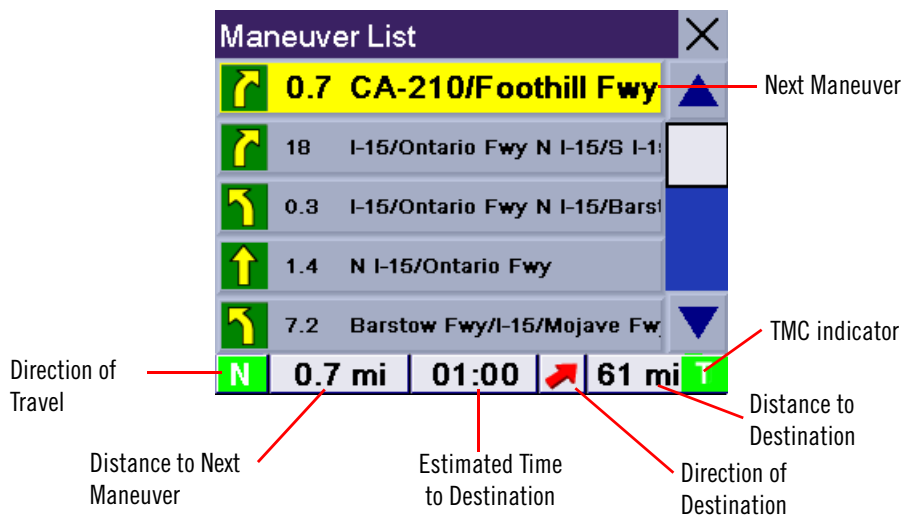 Maneuver List
0.7 CA-210/Foothill Fwy
Next Maneuver
18 I-15/Ontario Fwy N I-15/S I-1
0.3 I-15/Ontario Fwy N I-15/Barst
1.4 N I-15/Ontario Fwy
7.2 Barstow Fwy/I-15/Mojave Fw
TMC indicator
N 0.7 mi 01:00 61 mi T
Direction of
Travel
Distance to
Destination
Distance to Next
Maneuver
Estimated Time
to Destination
Direction of
Destination